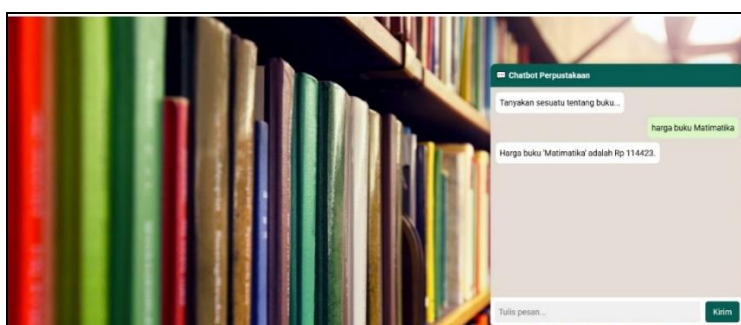 Chatbot Perpustakaan
Tanyakan sesuatu tentang buku...
harga buku Matimatika
Harga buku 'Matimatika' adalah Rp 114423.
Tulis pesan...
Kirim